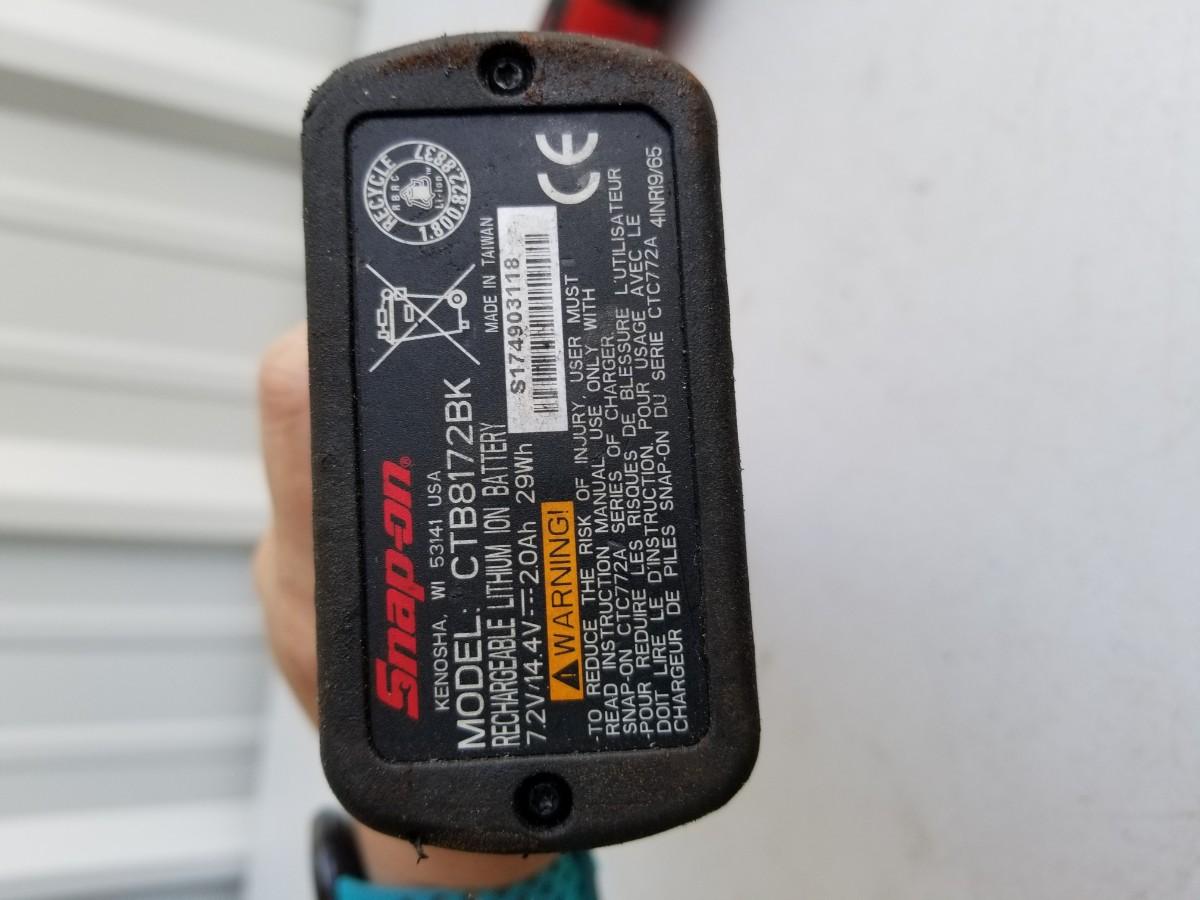 Snap-on®
KENOSHA, WI 53141 USA
MODEL: CTB8172BK
RECHARGEABLE LITHIUM ION BATTERY
7.2V/14.4V⎓2.0Ah 29Wh
RECYCLE
RBRC
Li-ion
1.800.822.8837
MADE IN TAIWAN
S174903118
CE
⚠WARNING!
-TO REDUCE THE RISK OF INJURY, USER MUST
READ INSTRUCTION MANUAL. USE ONLY WITH
SNAP-ON CTC772A SERIES OF CHARGER.
-POUR REDUIRE LES RISQUES DE BLESSURE L'UTILISATEUR
DOIT LIRE LE D'INSTRUCTION. POUR USAGE AVEC LE
CHARGEUR DE PILES SNAP-ON DU SERIE CTC772A 4INR19/65